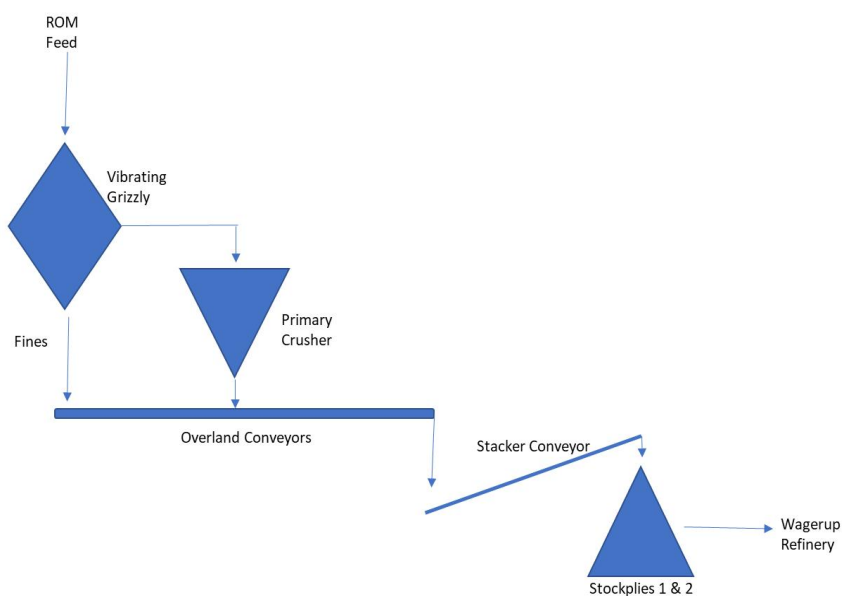 ROM
Feed
Vibrating
Grizzly
Primary
Crusher
Fines
Overland Conveyors
Stacker Conveyor
Wagerup
Refinery
Stockplies 1 & 2